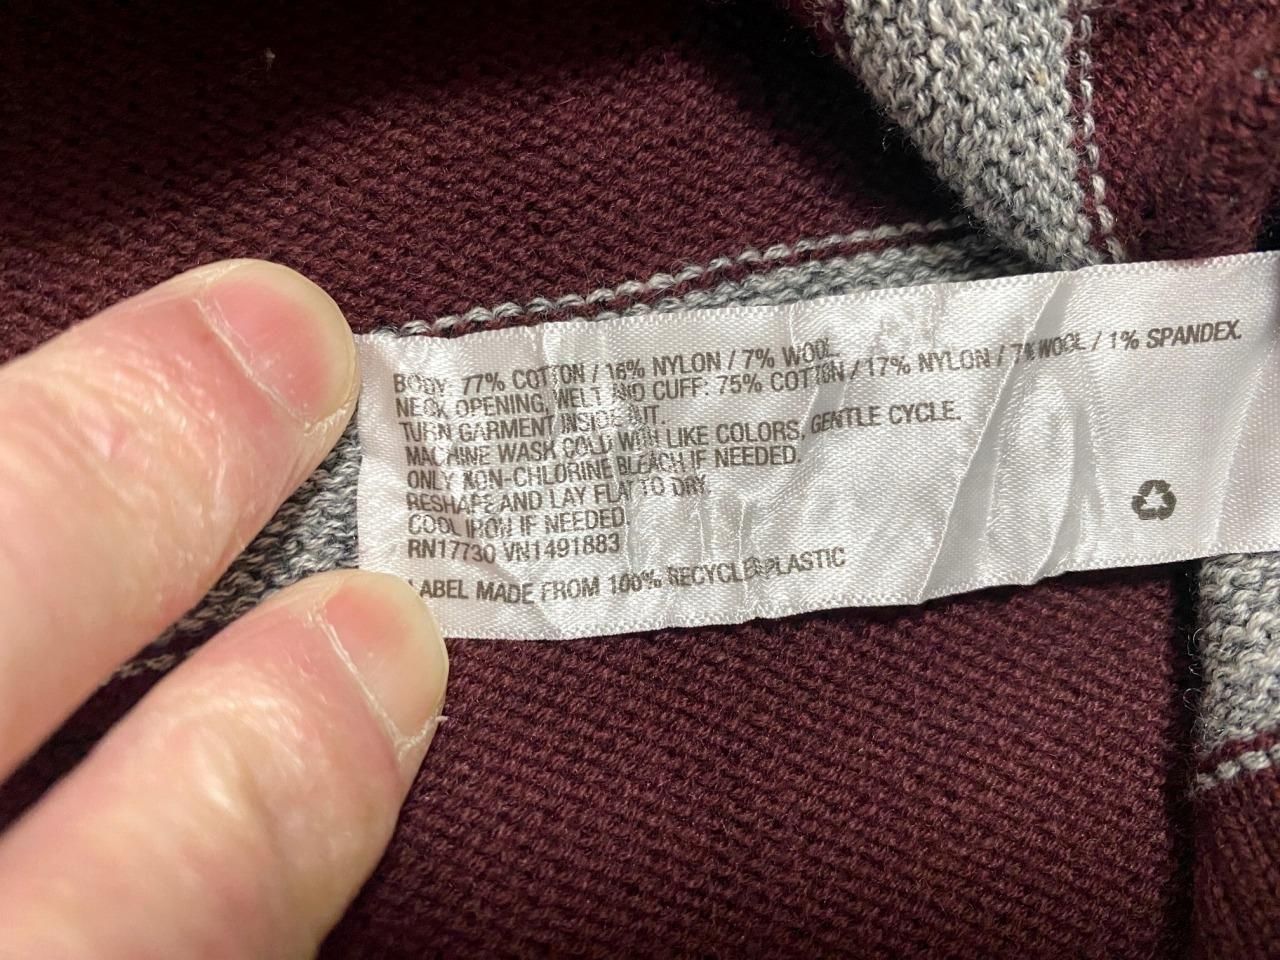 BODY: 77% COTTON / 16% NYLON / 7% WOOL.
NECK OPENING, WELT AND CUFF: 75% COTTON / 17% NYLON / 7% WOOL / 1% SPANDEX.
TURN GARMENT INSIDE OUT.
MACHINE WASH COLD WITH LIKE COLORS, GENTLE CYCLE.
ONLY NON-CHLORINE BLEACH IF NEEDED.
RESHAPE AND LAY FLAT TO DRY.
COOL IRON IF NEEDED.
RN17730 VN1491883
LABEL MADE FROM 100% RECYCLED PLASTIC